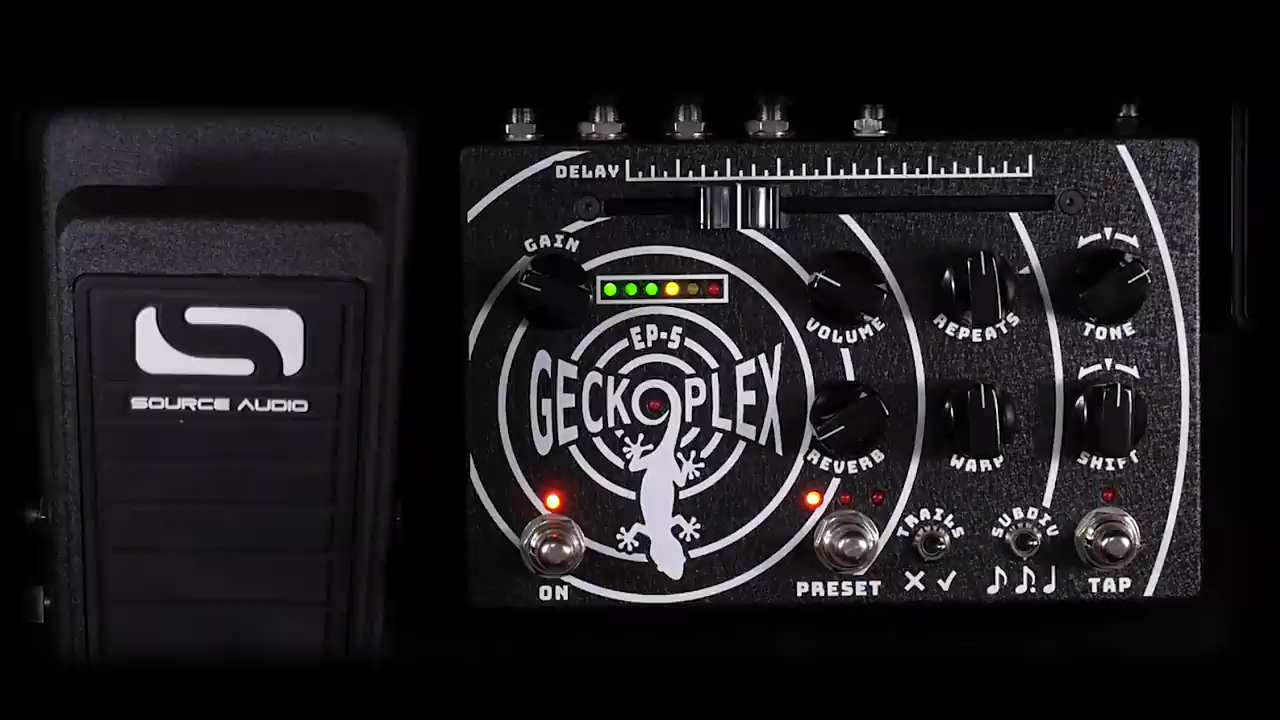 DELAY
GAIN
EP-5
GECKOPLEX
VOLUME
REPEATS
TONE
REVERB
WARP
SHIFT
SOURCE AUDIO
TRAILS
SUBDIV
ON
PRESET
TAP